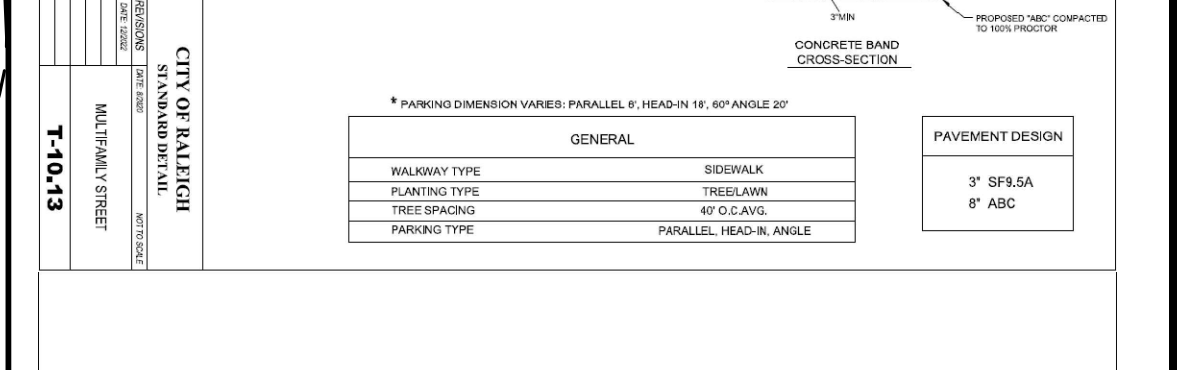 3"MIN
PROPOSED "ABC" COMPACTED
TO 100% PROCTOR
CONCRETE BAND
CROSS-SECTION
* PARKING DIMENSION VARIES: PARALLEL 8', HEAD-IN 18', 60° ANGLE 20'
GENERAL
WALKWAY TYPE SIDEWALK
PLANTING TYPE TREE/LAWN
TREE SPACING 40' O.C.AVG.
PARKING TYPE PARALLEL, HEAD-IN, ANGLE
PAVEMENT DESIGN
3" SF9.5A
8" ABC
CITY OF RALEIGH
STANDARD DETAIL
REVISIONS
DATE: 8/2020
NOT TO SCALE
DATE: 12/2022
MULTIFAMILY STREET
T-10.13